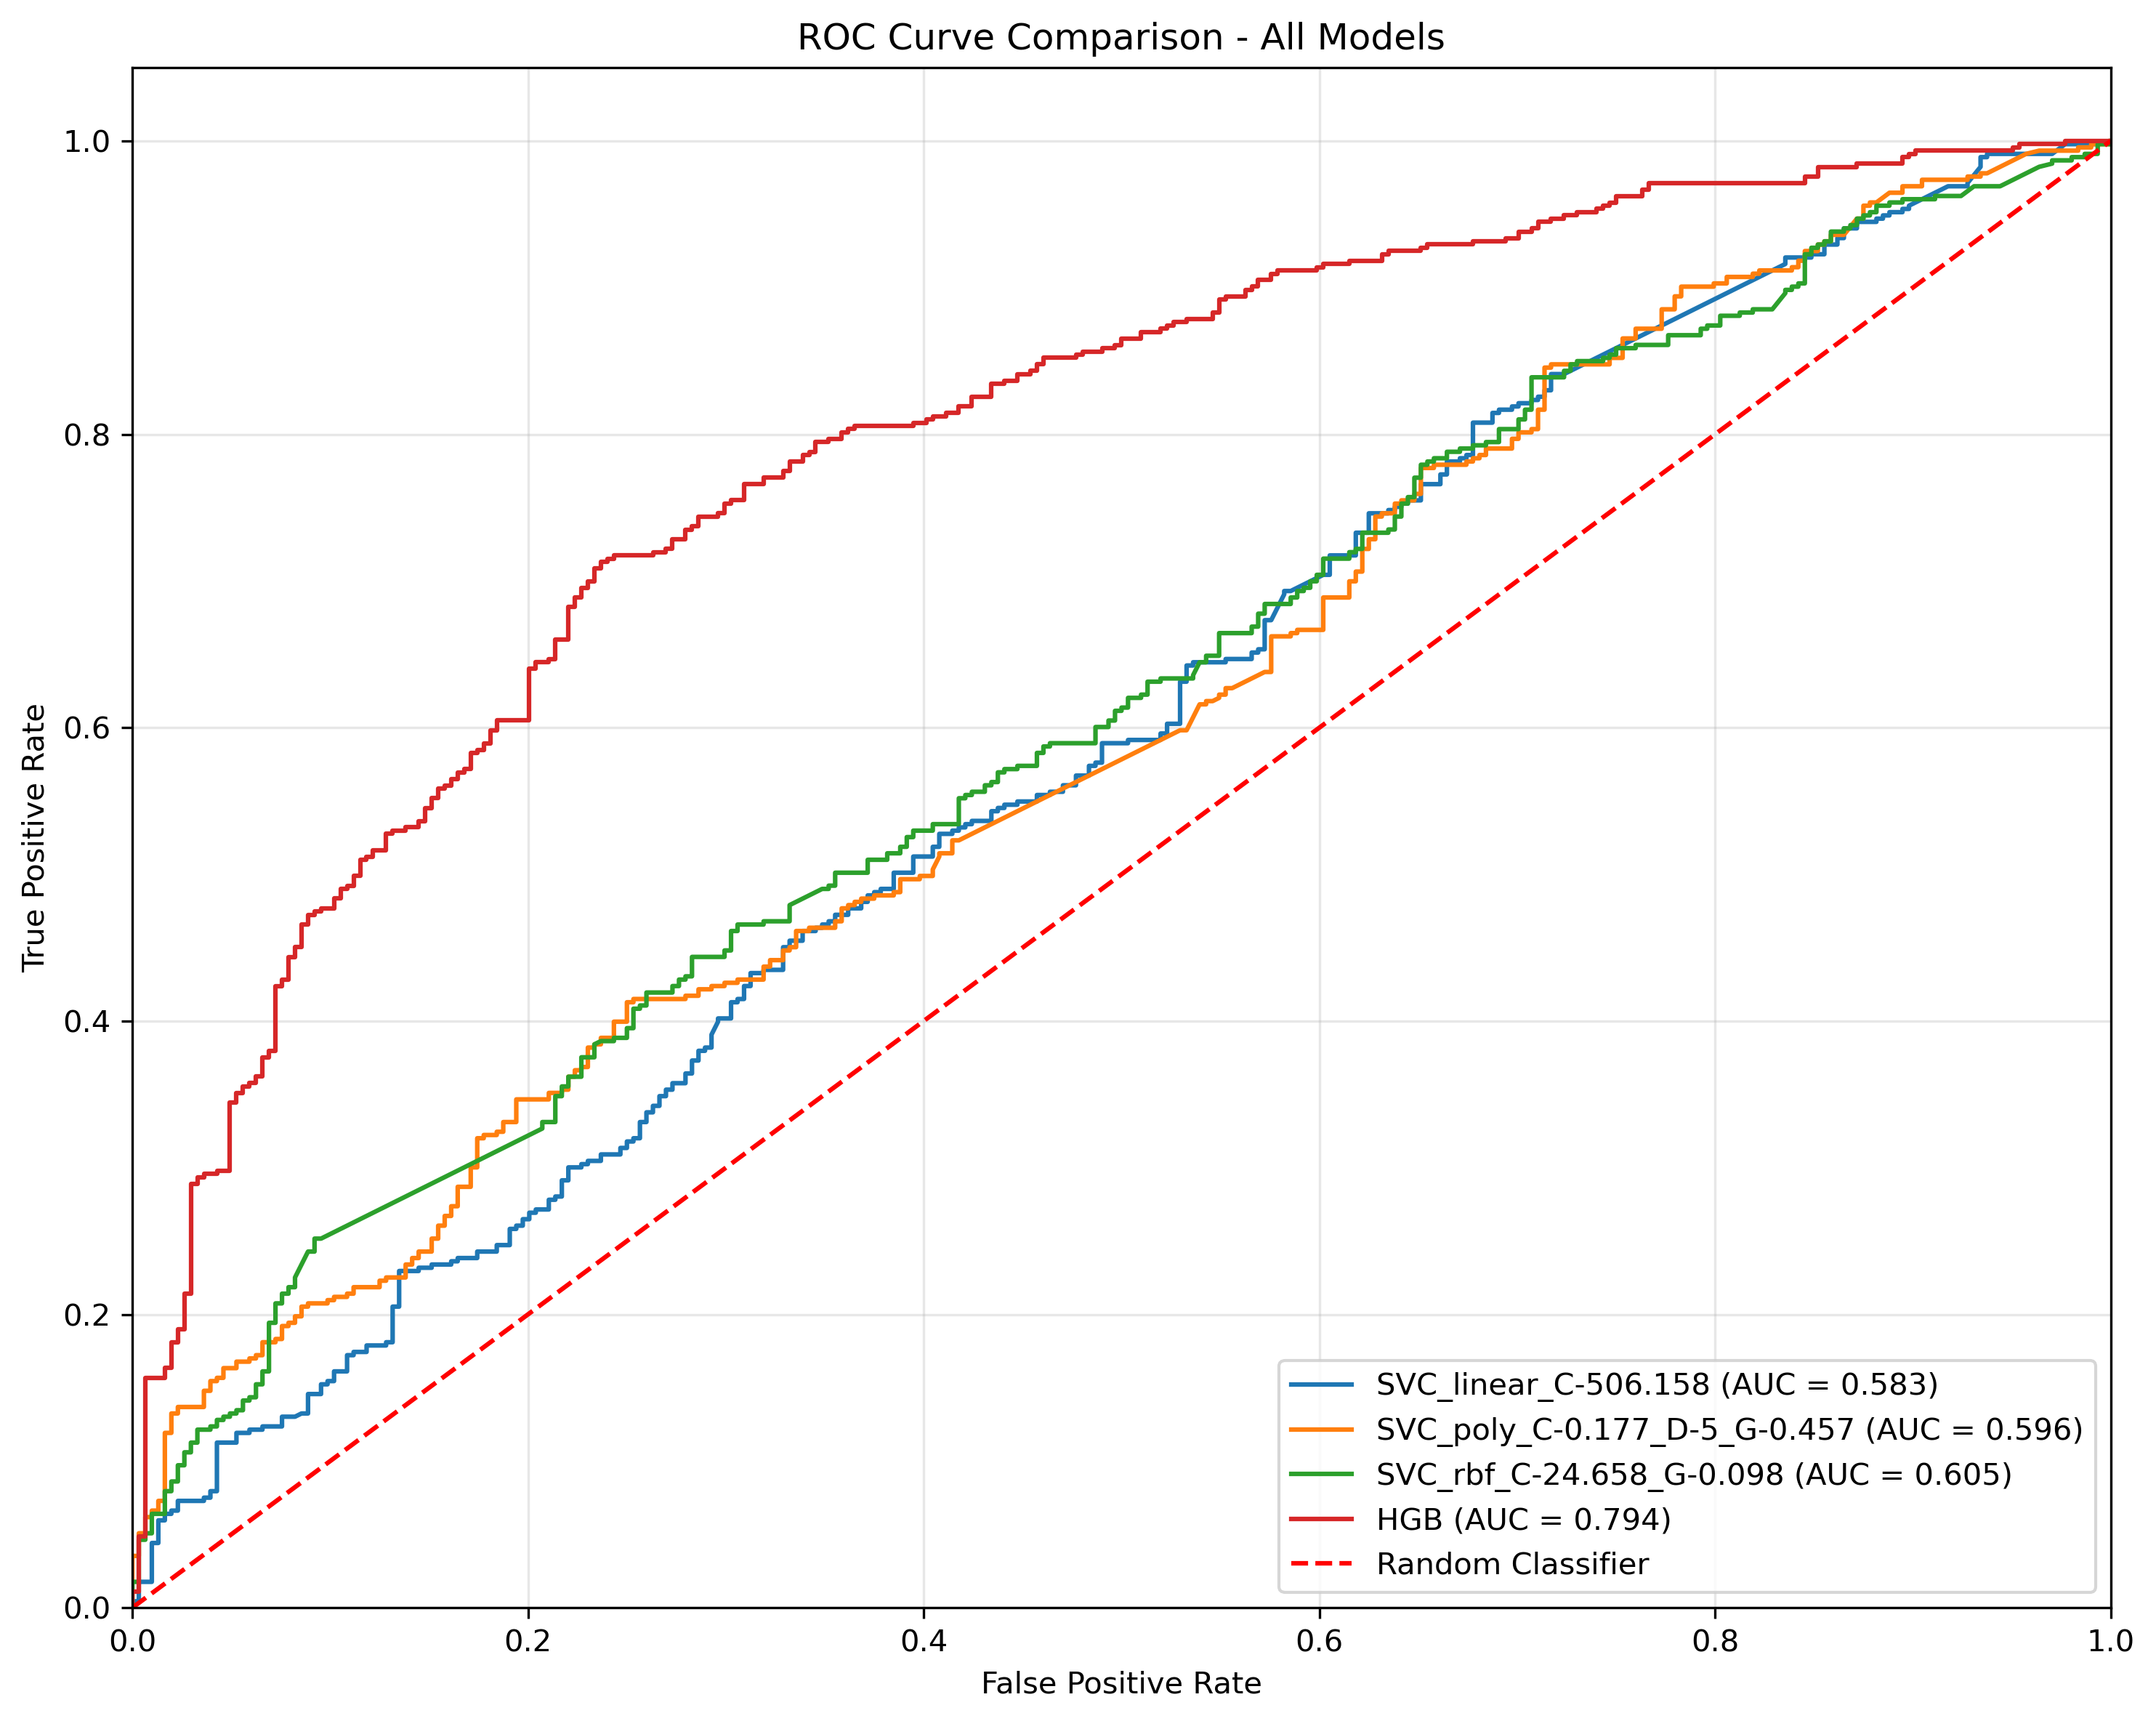 ROC Curve Comparison - All Models
True Positive Rate
1.0
0.8
0.6
0.4
0.2
0.0
0.0 0.2 0.4 0.6 0.8 1.0
False Positive Rate
SVC_linear_C-506.158 (AUC = 0.583)
SVC_poly_C-0.177_D-5_G-0.457 (AUC = 0.596)
SVC_rbf_C-24.658_G-0.098 (AUC = 0.605)
HGB (AUC = 0.794)
Random Classifier